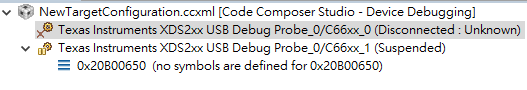 NewTargetConfiguration.ccxml [Code Composer Studio - Device Debugging]
Texas Instruments XDS2xx USB Debug Probe_0/C66xx_0 (Disconnected : Unknown)
Texas Instruments XDS2xx USB Debug Probe_0/C66xx_1 (Suspended)
0x20B00650  (no symbols are defined for 0x20B00650)